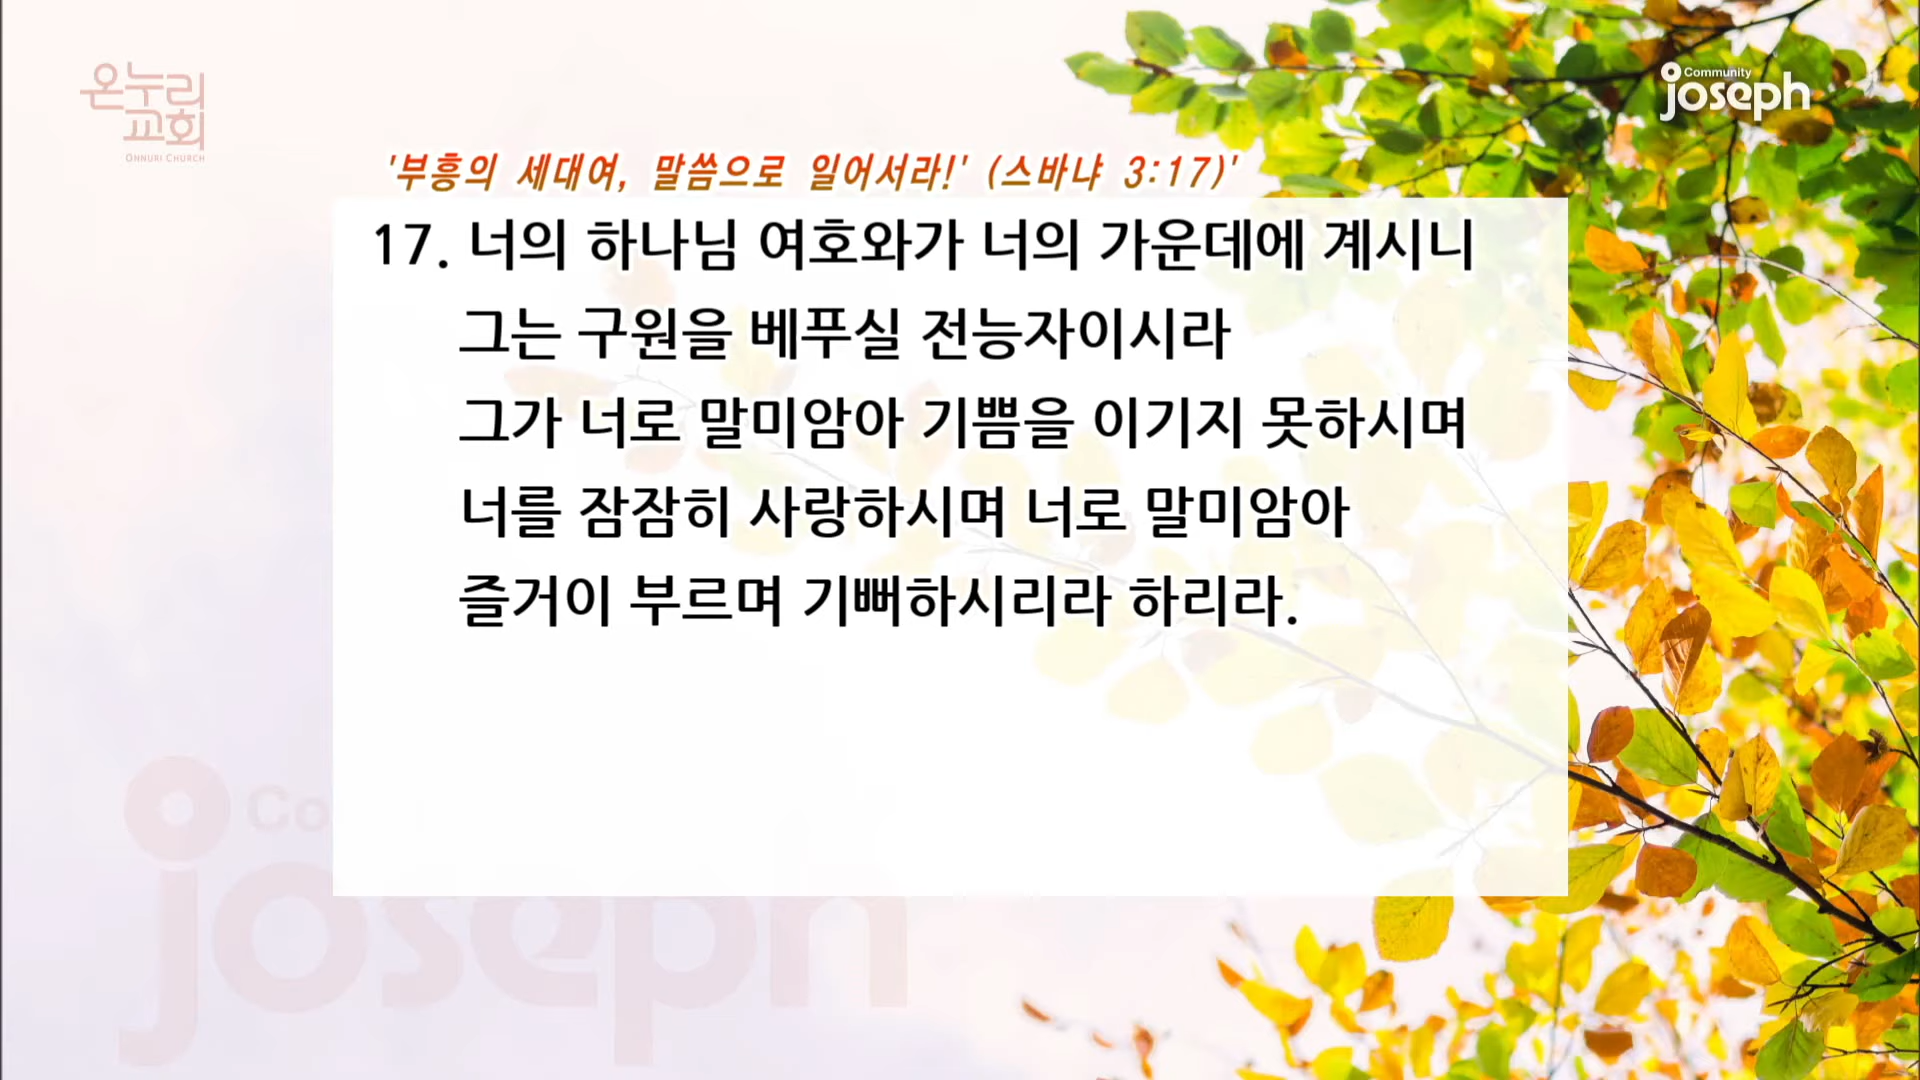 온누리
교회
ONNURI CHURCH
Community
joseph
'부흥의 세대여, 말씀으로 일어서라!' (스바냐 3:17)'
17. 너의 하나님 여호와가 너의 가운데에 계시니
그는 구원을 베푸실 전능자이시라
그가 너로 말미암아 기쁨을 이기지 못하시며
너를 잠잠히 사랑하시며 너로 말미암아
즐거이 부르며 기뻐하시리라 하리라.
Co
joseph